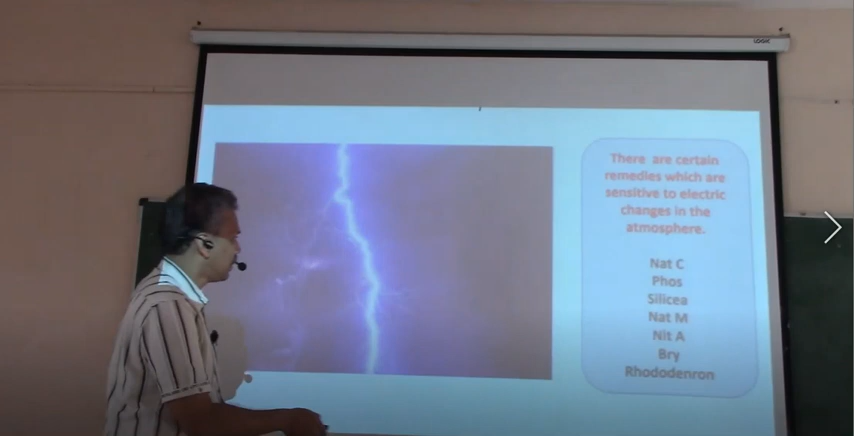 LOGIC
There are certain
remedies which are
sensitive to electric
changes in the
atmosphere.
Nat C
Phos
Silicea
Nat M
Nit A
Bry
Rhododenron